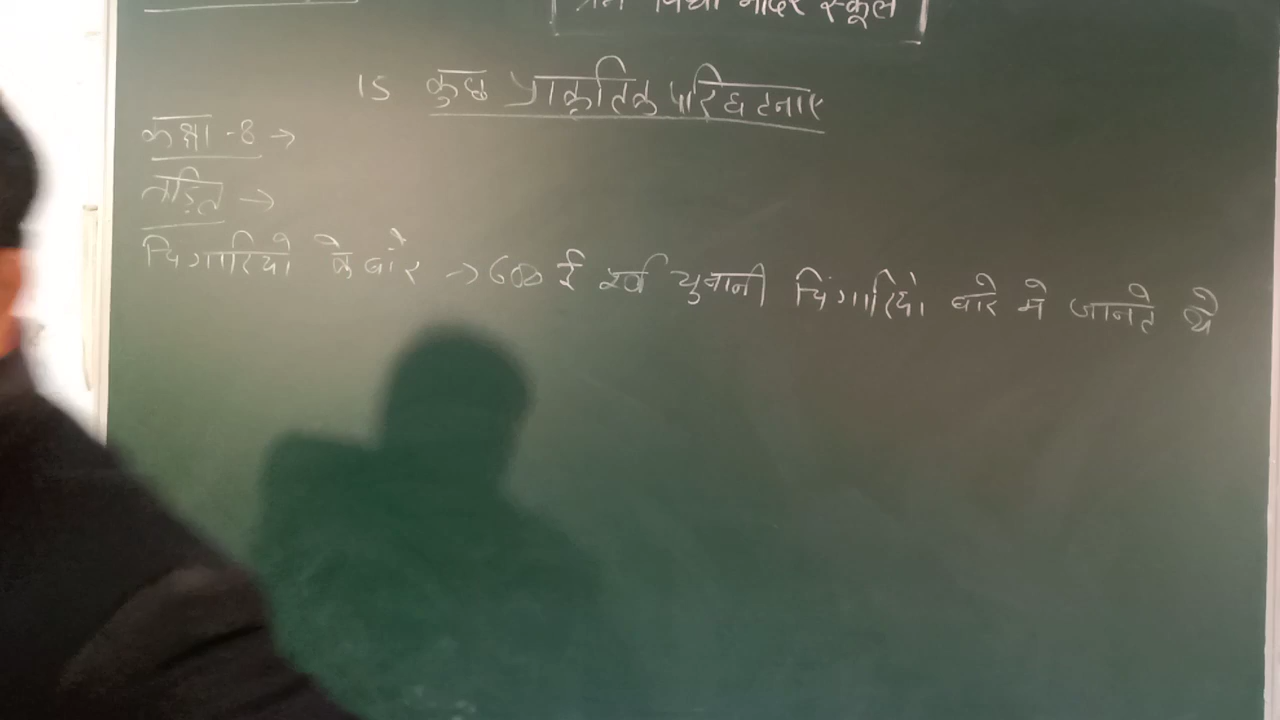 विद्या मंदिर स्कूल
15 कुछ प्राकृतिक परिघटनाए
कक्षा -8 →
तड़ित →
चिगारियो के बारे → 600 ई पूर्व युनानी चिंगारियो बारे मे जानते थे